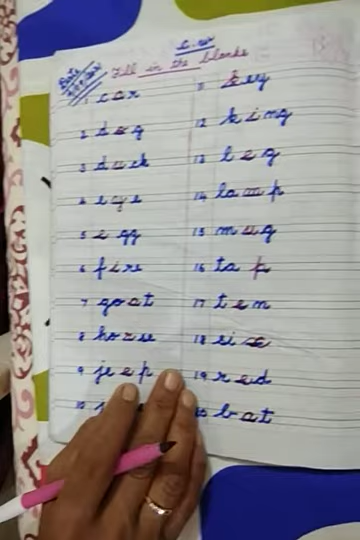 C.W
Fill in the blanks
1 car
2 dog
3 duck
4 eye
5 egg
6 fire
7 goat
8 horse
9 jeep
10 j
11 key
12 king
13 leg
14 lamp
15 mug
16 tap
17 ten
18 six
19 red
20 bat